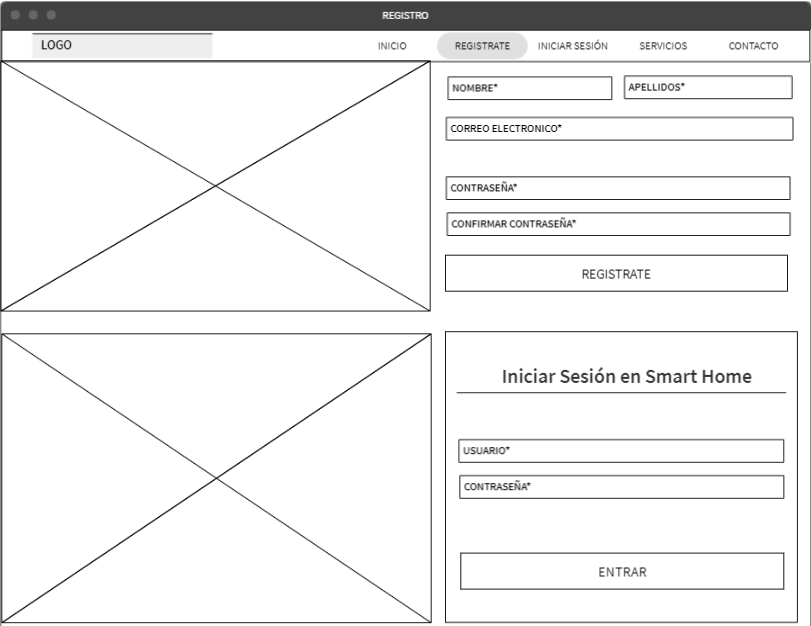 REGISTRO
LOGO
INICIO
REGISTRATE
INICIAR SESIÓN
SERVICIOS
CONTACTO
NOMBRE*
APELLIDOS*
CORREO ELECTRONICO*
CONTRASEÑA*
CONFIRMAR CONTRASEÑA*
REGISTRATE
Iniciar Sesión en Smart Home
USUARIO*
CONTRASEÑA*
ENTRAR